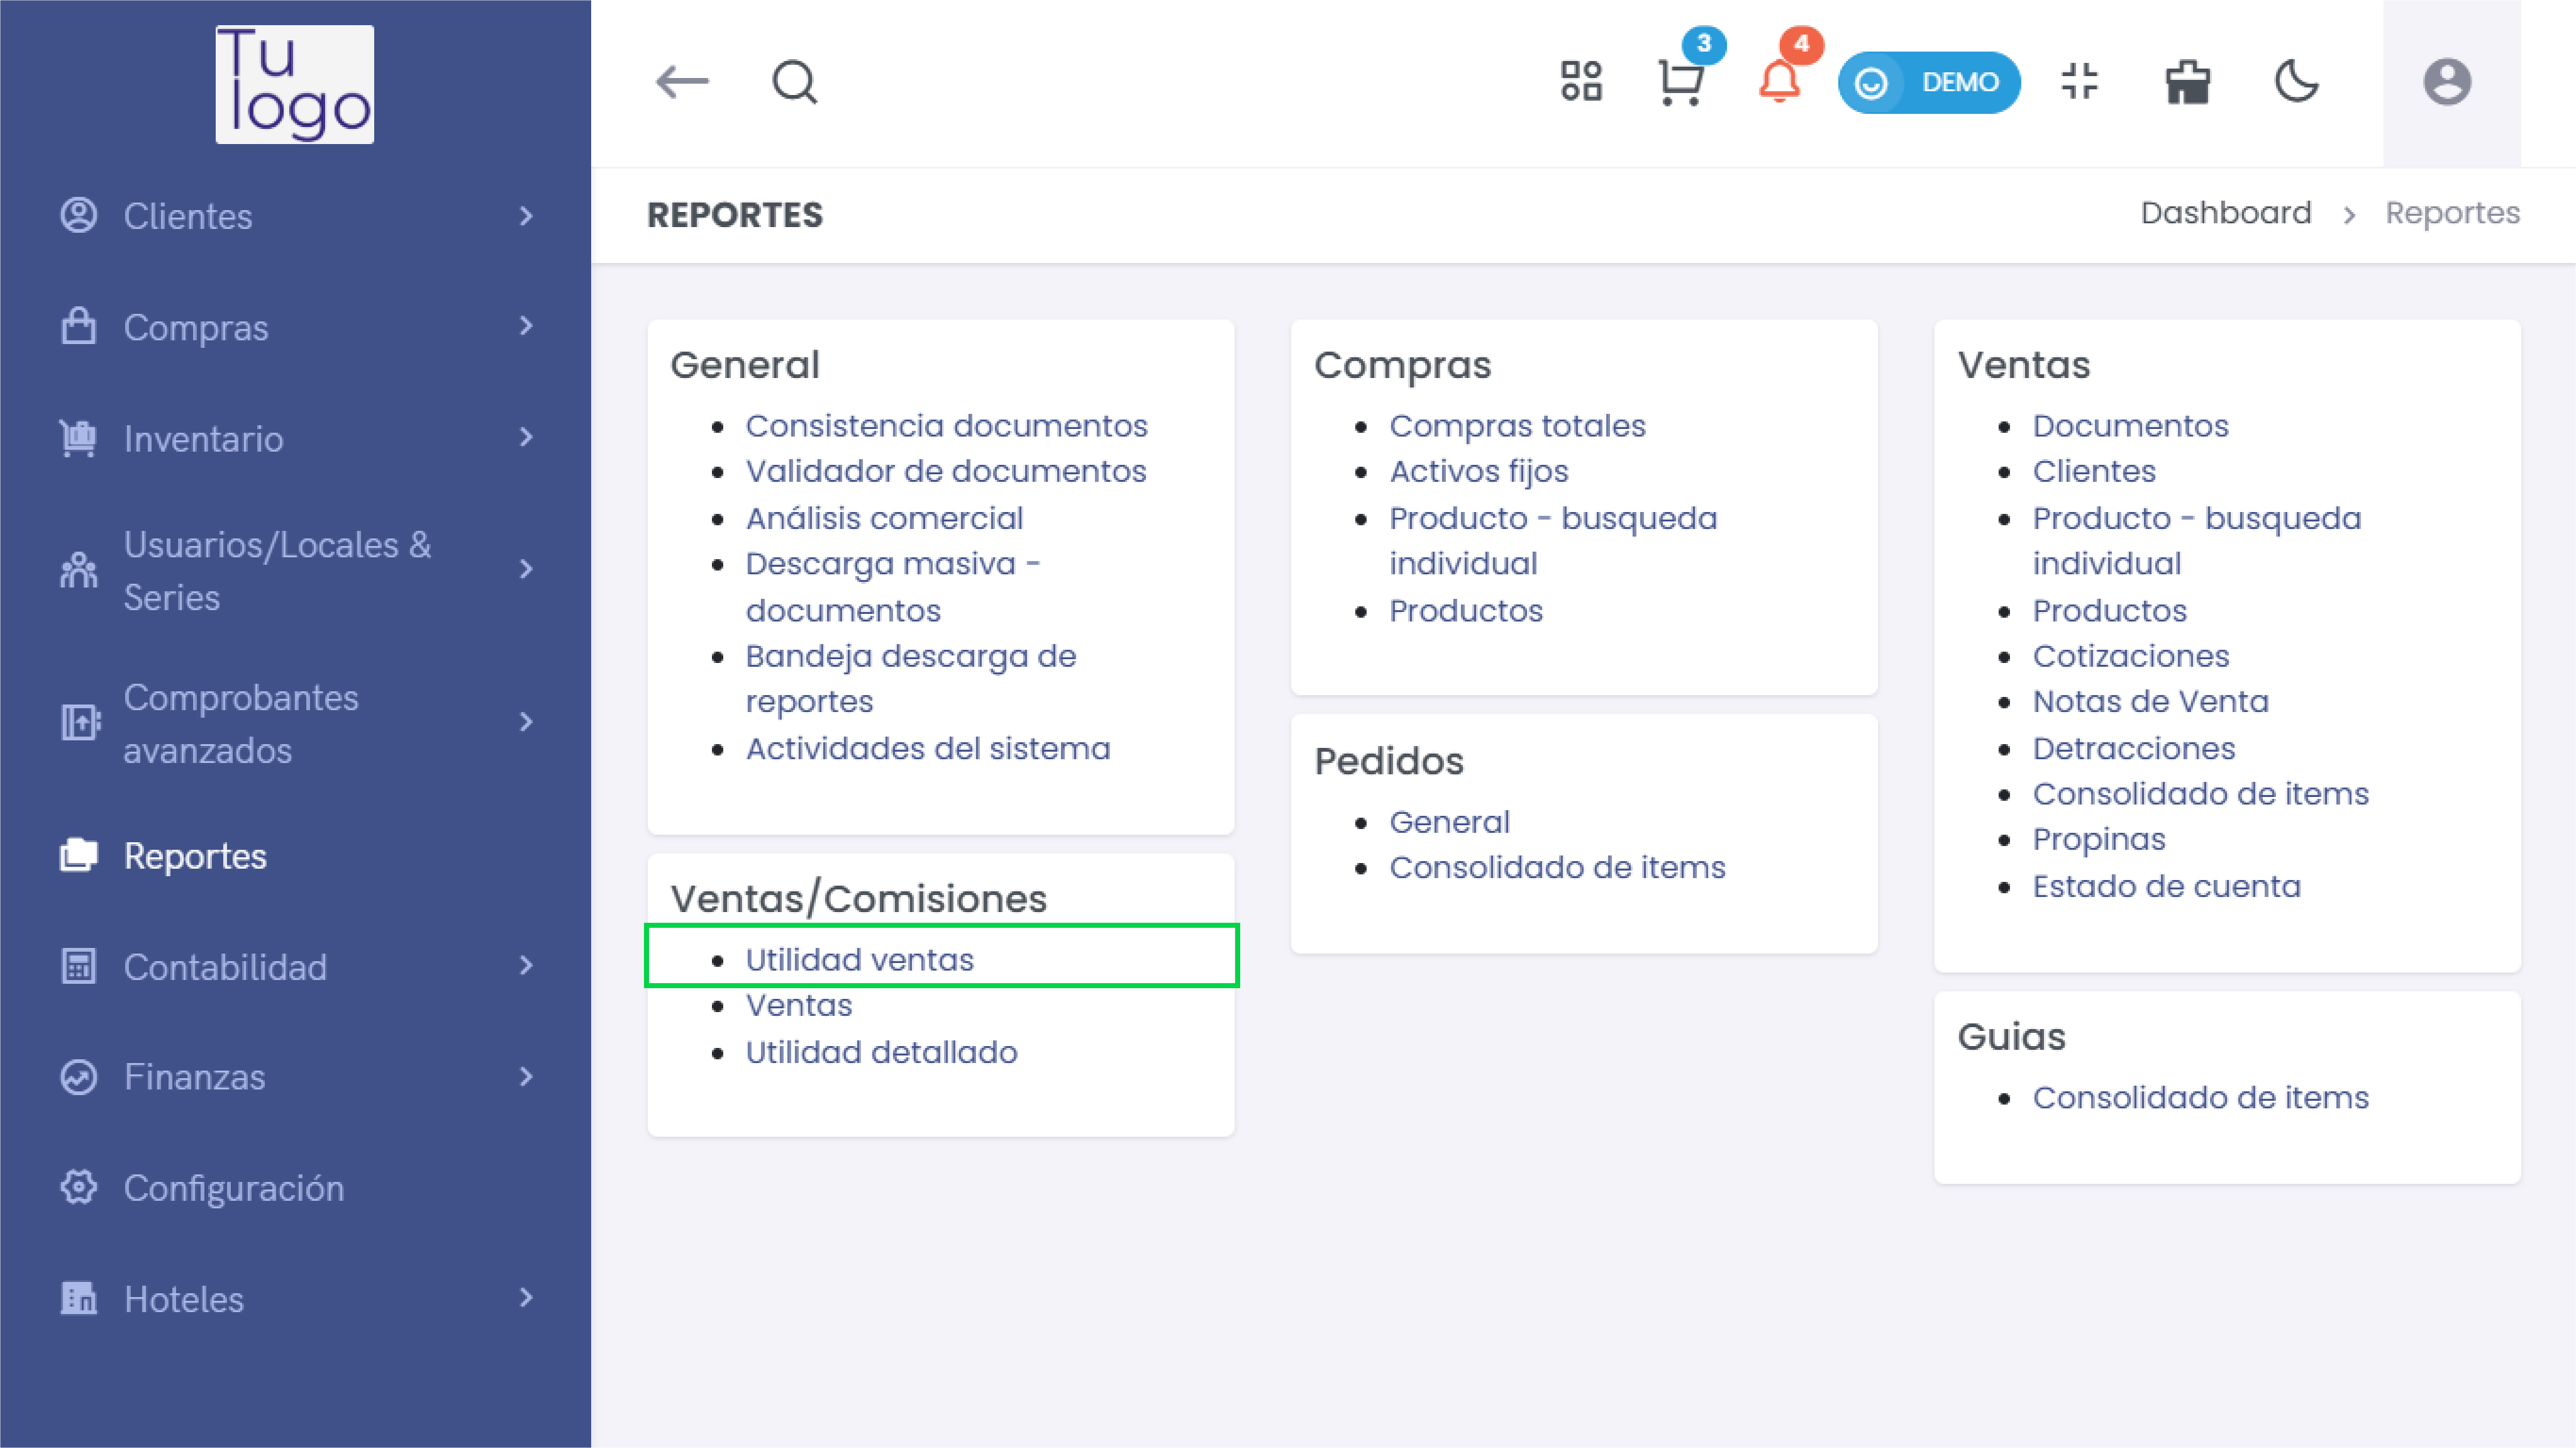 Tu
logo
Clientes
Compras
Inventario
Usuarios/Locales &
Series
Comprobantes
avanzados
Reportes
Contabilidad
Finanzas
Configuración
Hoteles
3
4
DEMO
REPORTES
Dashboard > Reportes
General
Consistencia documentos
Validador de documentos
Análisis comercial
Descarga masiva -
documentos
Bandeja descarga de
reportes
Actividades del sistema
Ventas/Comisiones
Utilidad ventas
Ventas
Utilidad detallado
Compras
Compras totales
Activos fijos
Producto - busqueda
individual
Productos
Pedidos
General
Consolidado de items
Ventas
Documentos
Clientes
Producto - busqueda
individual
Productos
Cotizaciones
Notas de Venta
Detracciones
Consolidado de items
Propinas
Estado de cuenta
Guias
Consolidado de items